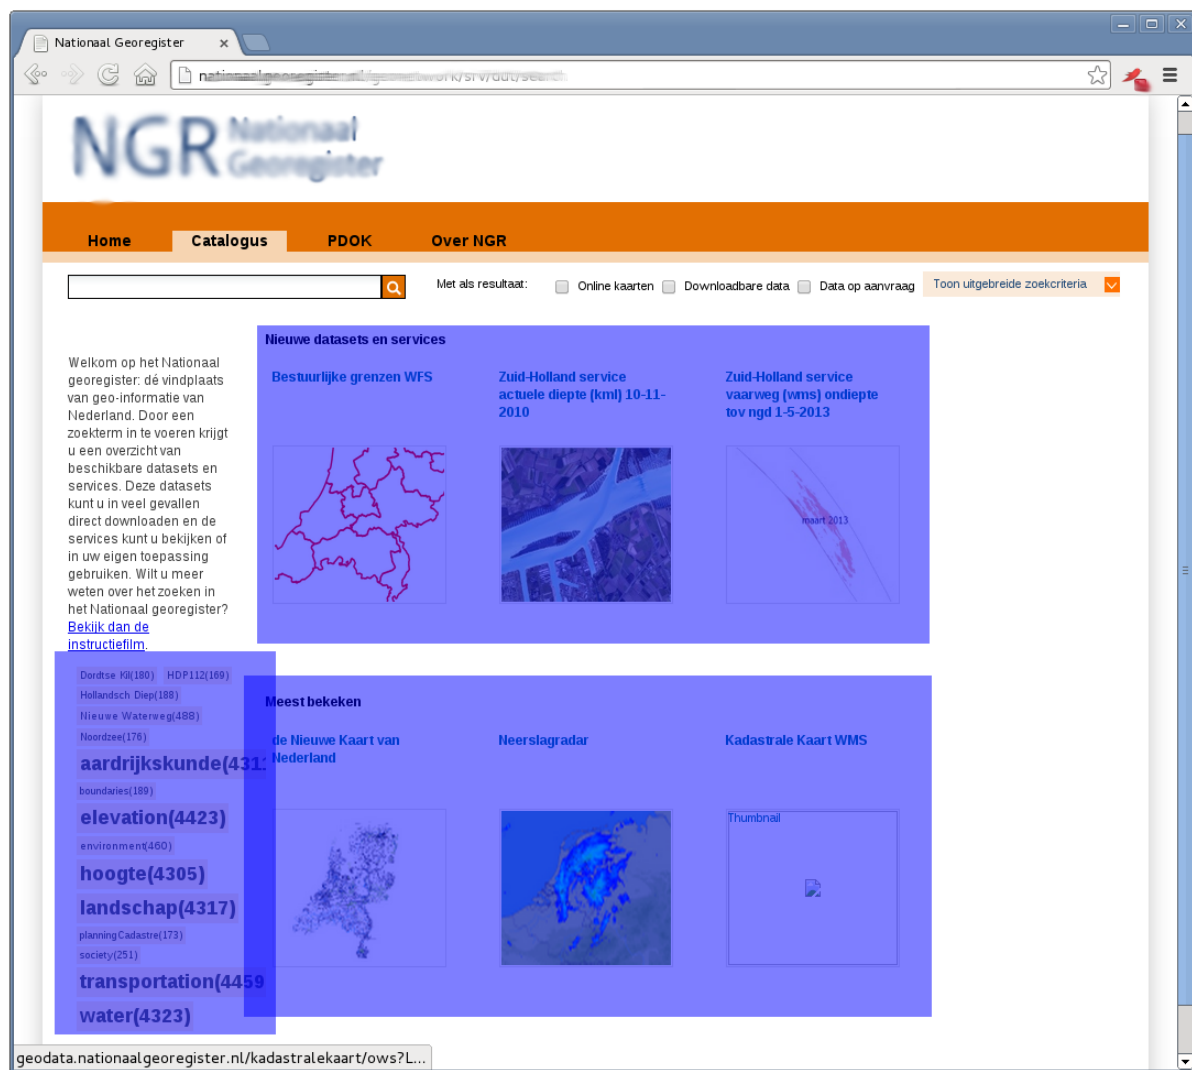 Nationaal Georegister
NGR Nationaal
Georegister
Home Catalogus PDOK Over NGR
Met als resultaat: Online kaarten Downloadbare data Data op aanvraag Toon uitgebreide zoekcriteria
Welkom op het Nationaal
georegister: dé vindplaats
van geo-informatie van
Nederland. Door een
zoekterm in te voeren krijgt
u een overzicht van
beschikbare datasets en
services. Deze datasets
kunt u in veel gevallen
direct downloaden en de
services kunt u bekijken of
in uw eigen toepassing
gebruiken. Wilt u meer
weten over het zoeken in
het Nationaal georegister?
Bekijk dan de
instructiefilm.
Nieuwe datasets en services
Bestuurlijke grenzen WFS
Zuid-Holland service
actuele diepte (kml) 10-11-
2010
Zuid-Holland service
vaarweg (wms) ondiepte
tov ngd 1-5-2013
maart 2013
Dordtse Kil(180) HDP112(169)
Hollandsch Diep(188)
Nieuwe Waterweg(488)
Noordzee(176)
aardrijkskunde(431
boundaries(189)
elevation(4423)
environment(460)
hoogte(4305)
landschap(4317)
planningCadastre(173)
society(251)
transportation(4459
water(4323)
Meest bekeken
de Nieuwe Kaart van
Nederland
Neerslagradar
Kadastrale Kaart WMS
Thumbnail
geodata.nationaalgeoregister.nl/kadastralekaart/ows?L...